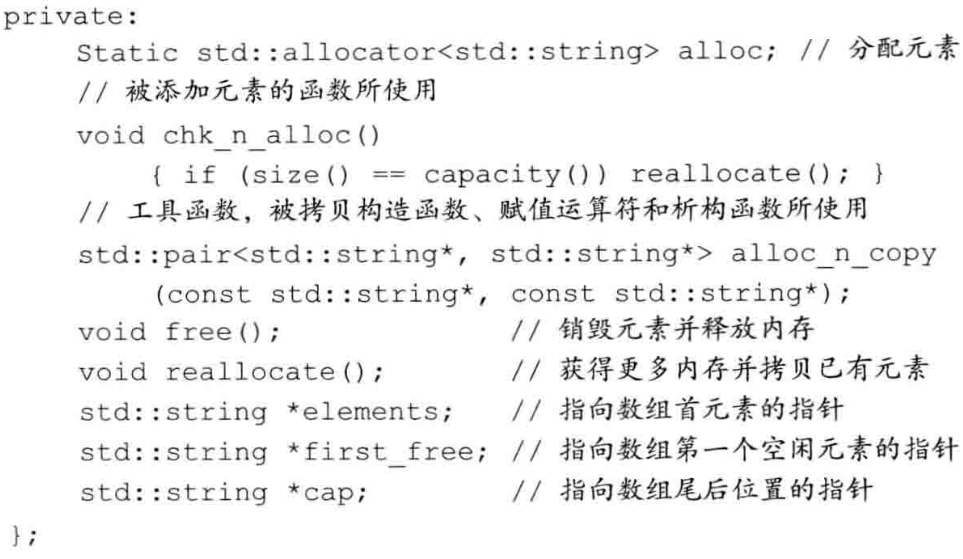 private:
    Static std::allocator<std::string> alloc; // 分配元素
    // 被添加元素的函数所使用
    void chk_n_alloc()
        { if (size() == capacity()) reallocate(); }
    // 工具函数，被拷贝构造函数、赋值运算符和析构函数所使用
    std::pair<std::string*, std::string*> alloc_n_copy
        (const std::string*, const std::string*);
    void free();              // 销毁元素并释放内存
    void reallocate();        // 获得更多内存并拷贝已有元素
    std::string *elements;    // 指向数组首元素的指针
    std::string *first_free; // 指向数组第一个空闲元素的指针
    std::string *cap;         // 指向数组尾后位置的指针
};